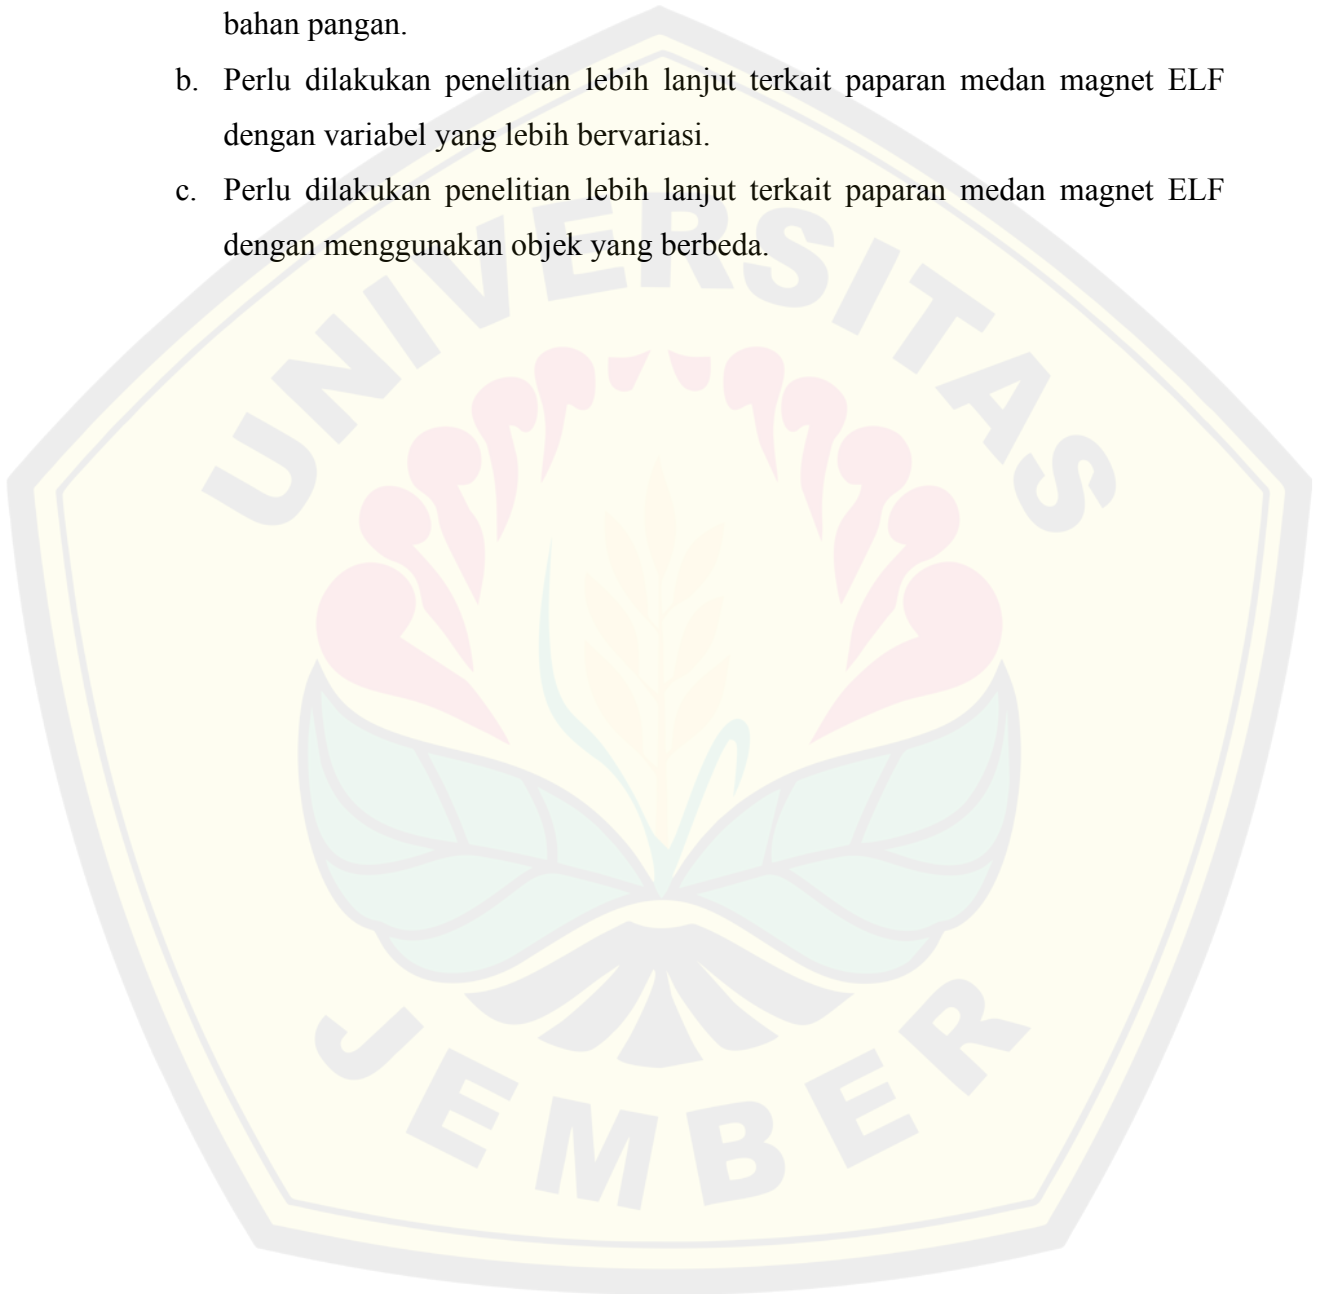 bahan pangan.
b. Perlu dilakukan penelitian lebih lanjut terkait paparan medan magnet ELF
dengan variabel yang lebih bervariasi.
c. Perlu dilakukan penelitian lebih lanjut terkait paparan medan magnet ELF
dengan menggunakan objek yang berbeda.
UNIVERSITAS
JEMBER